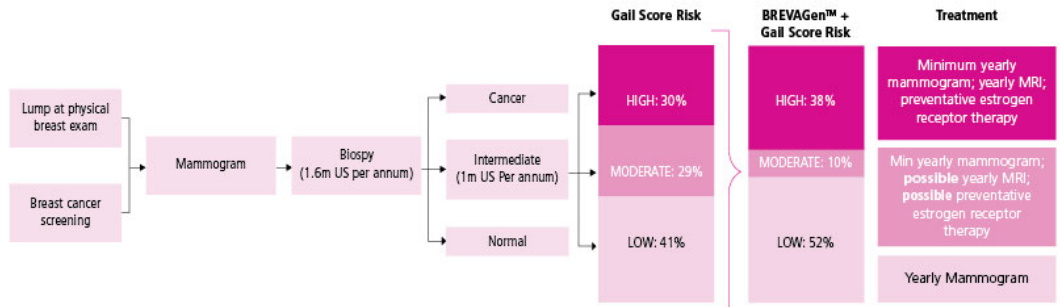 Lump at physical
breast exam
Breast cancer
screening
Mammogram
Biospy
(1.6m US per annum)
Cancer
Intermediate
(1m US Per annum)
Normal
Gail Score Risk
HIGH: 30%
MODERATE: 29%
LOW: 41%
BREVAGen™ +
Gail Score Risk
HIGH: 38%
MODERATE: 10%
LOW: 52%
Treatment
Minimum yearly
mammogram; yearly MRI;
preventative estrogen
receptor therapy
Min yearly mammogram;
possible yearly MRI;
possible preventative
estrogen receptor
therapy
Yearly Mammogram